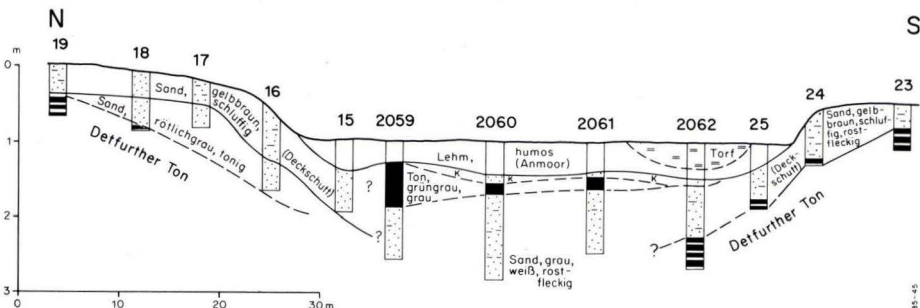 N
S
19
18
17
16
15
2059
2060
2061
2062
25
24
23
m
0
1
2
3
0
10
20
30 m
Sand,
gelbbraun,
schluffig
(Deckschutt)
Sand,
rötlichgrau, tonig
Detfurther Ton
?
?
Ton,
grüngrau,
grau,
Lehm,
humos
(Anmoor)
K
K
Torf
Sand, grau,
weiß, rost-
fleckig
?
(Deck-
schutt)
Sand, gelb-
braun, schluf-
fig, rost-
fleckig
Detfurther Ton